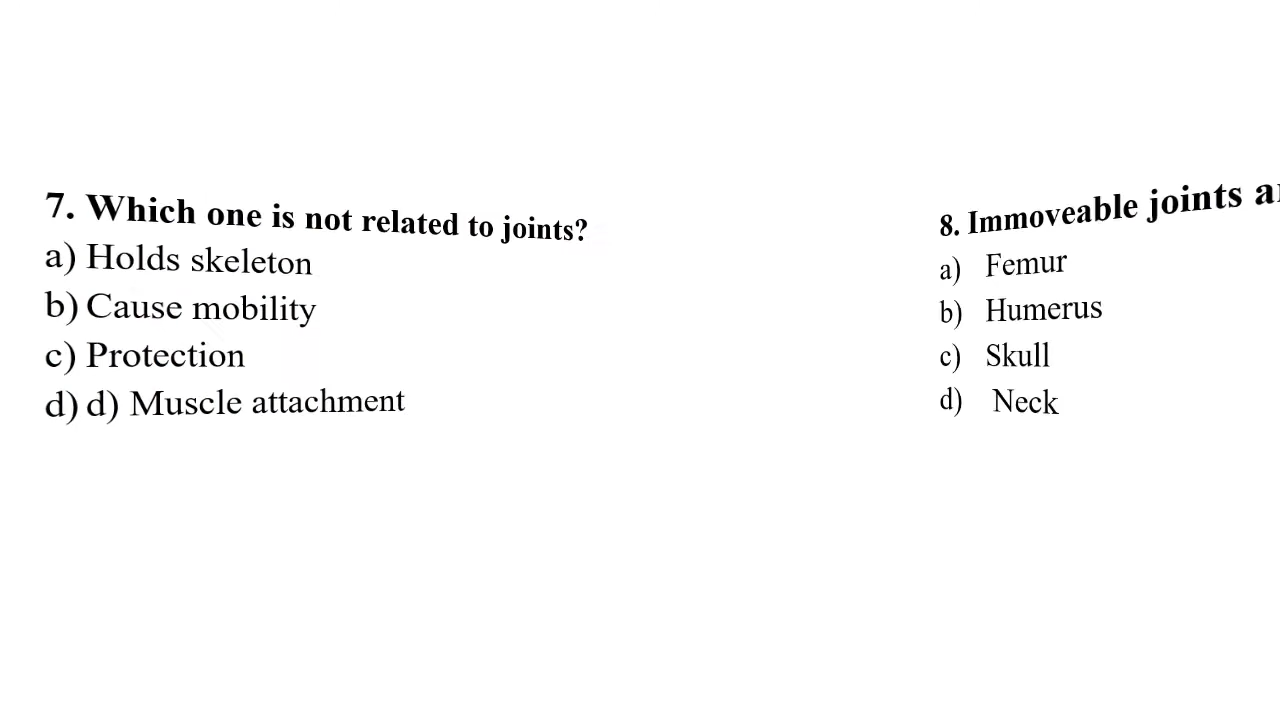 7. Which one is not related to joints?
a) Holds skeleton
b) Cause mobility
c) Protection
d) d) Muscle attachment
8. Immoveable joints
a) Femur
b) Humerus
c) Skull
d) Neck